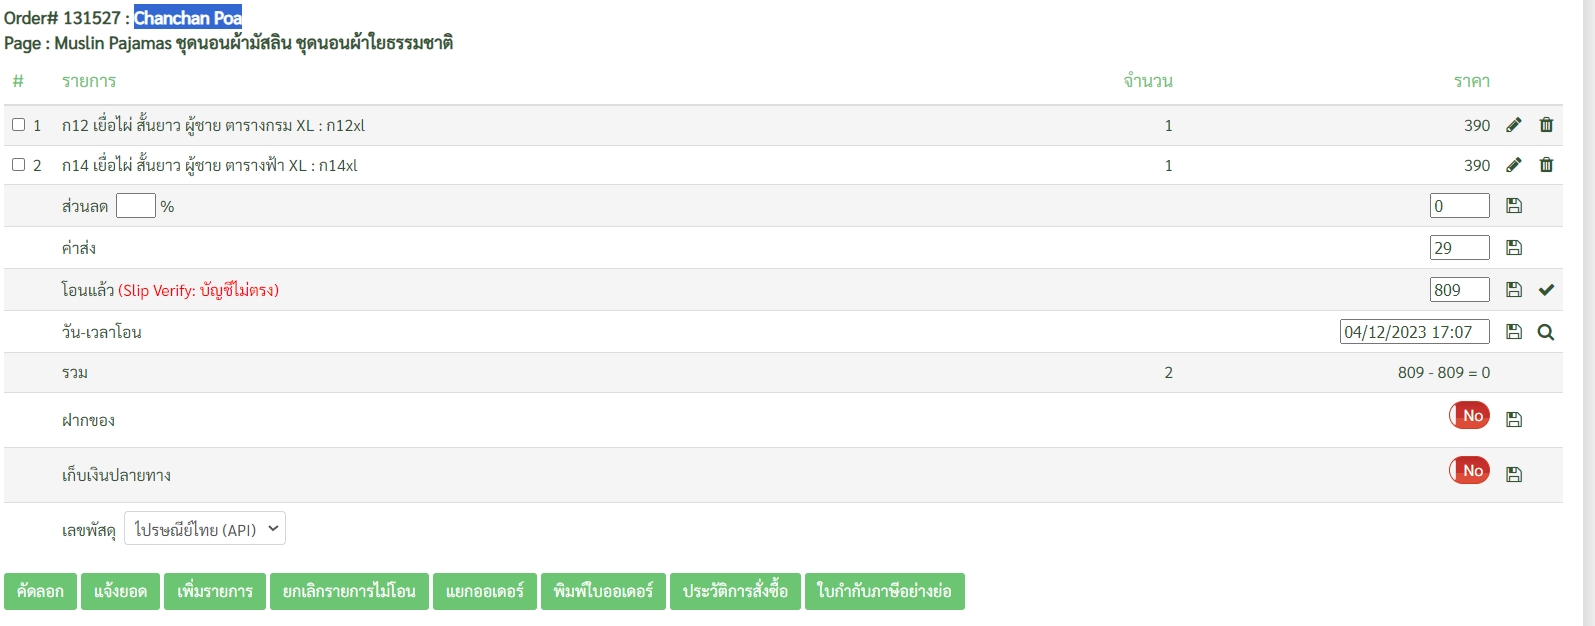 Order# 131527 : Chanchan Poa
Page : Muslin Pajamas ชุดนอนผ้ามัสลิน ชุดนอนผ้าใยธรรมชาติ
# รายการ จำนวน ราคา
1 ก12 เยื่อไผ่ สั้นยาว ผู้ชาย ตารางกรม XL : ก12xl 1 390
2 ก14 เยื่อไผ่ สั้นยาว ผู้ชาย ตารางฟ้า XL : ก14xl 1 390
ส่วนลด % 0
ค่าส่ง 29
โอนแล้ว (Slip Verify: บัญชีไม่ตรง) 809
วัน-เวลาโอน 04/12/2023 17:07
รวม 2 809 - 809 = 0
ฝากของ No
เก็บเงินปลายทาง No
เลขพัสดุ ไปรษณีย์ไทย (API)
คัดลอก แจ้งยอด เพิ่มรายการ ยกเลิกรายการไม่โอน แยกออเดอร์ พิมพ์ใบออเดอร์ ประวัติการสั่งซื้อ ใบกำกับภาษีอย่างย่อ